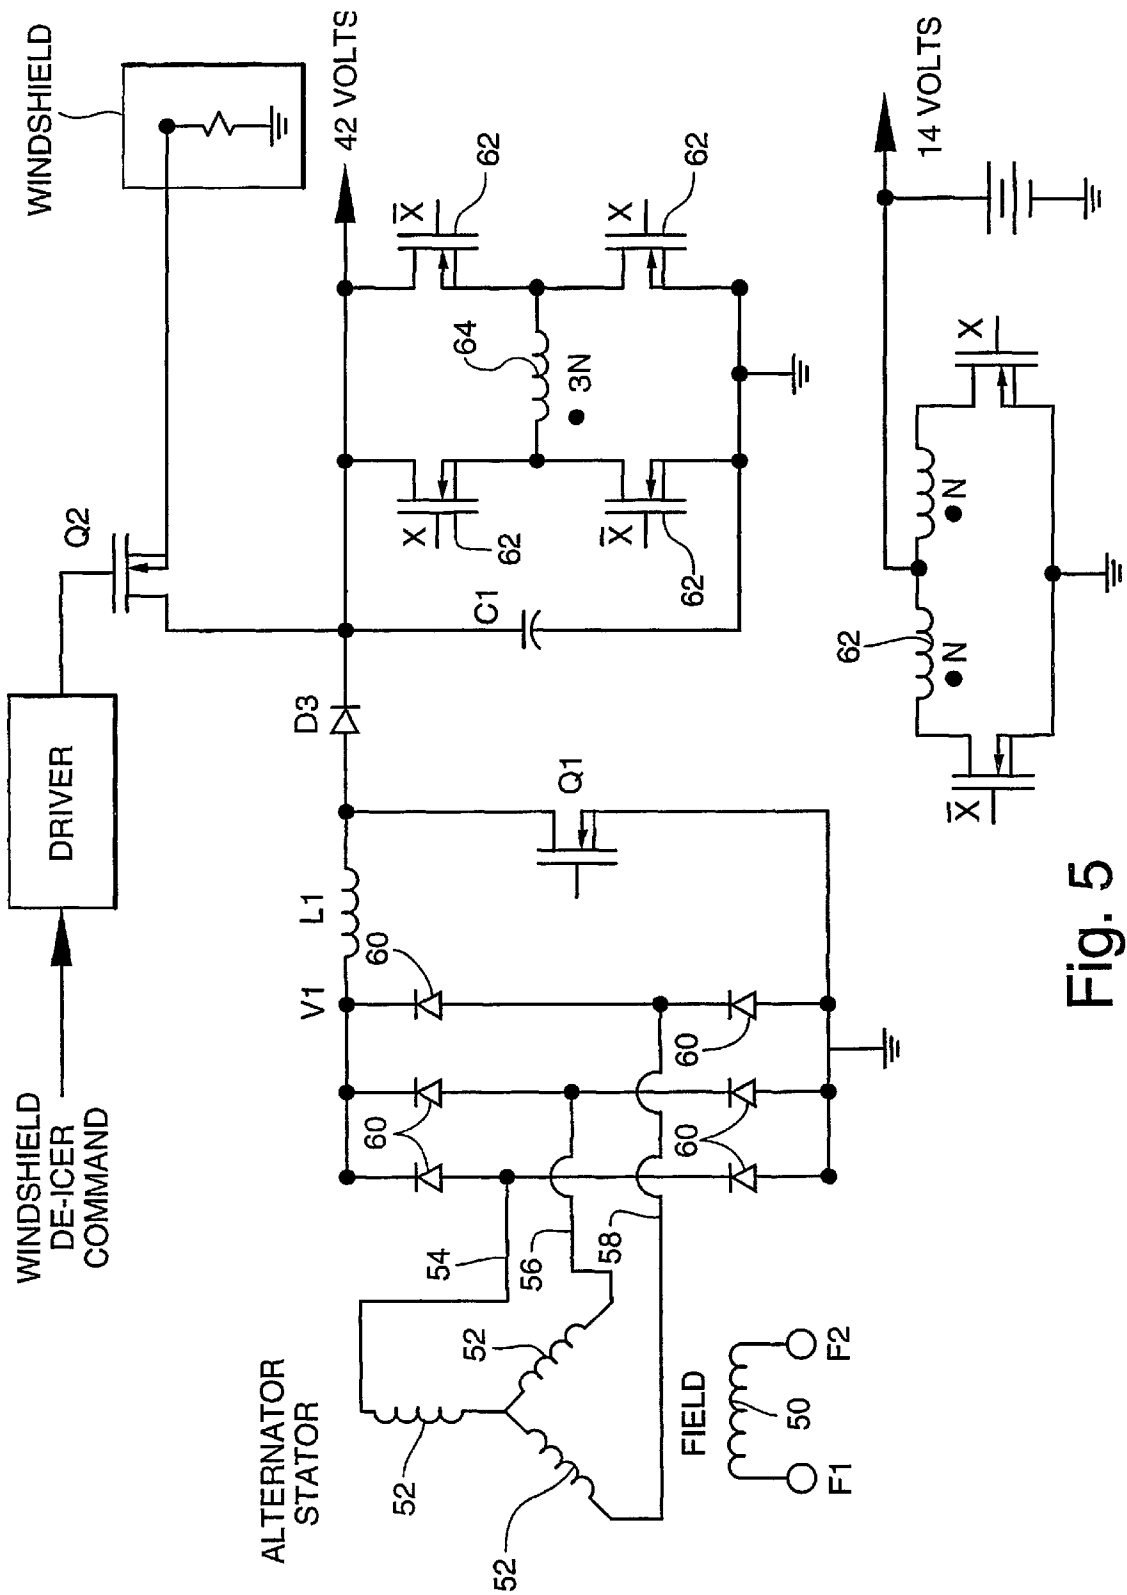 WINDSHIELD
DE-ICER
COMMAND
DRIVER
Q2
WINDSHIELD
ALTERNATOR
STATOR
52
52
52
54
56
58
FIELD
50
F1
F2
V1
L1
60
60
60
60
Q1
D3
C1
42 VOLTS
X
62
X̅
62
X̅
62
X
62
64
3N
14 VOLTS
62
N
N
X̅
X
Fig. 5